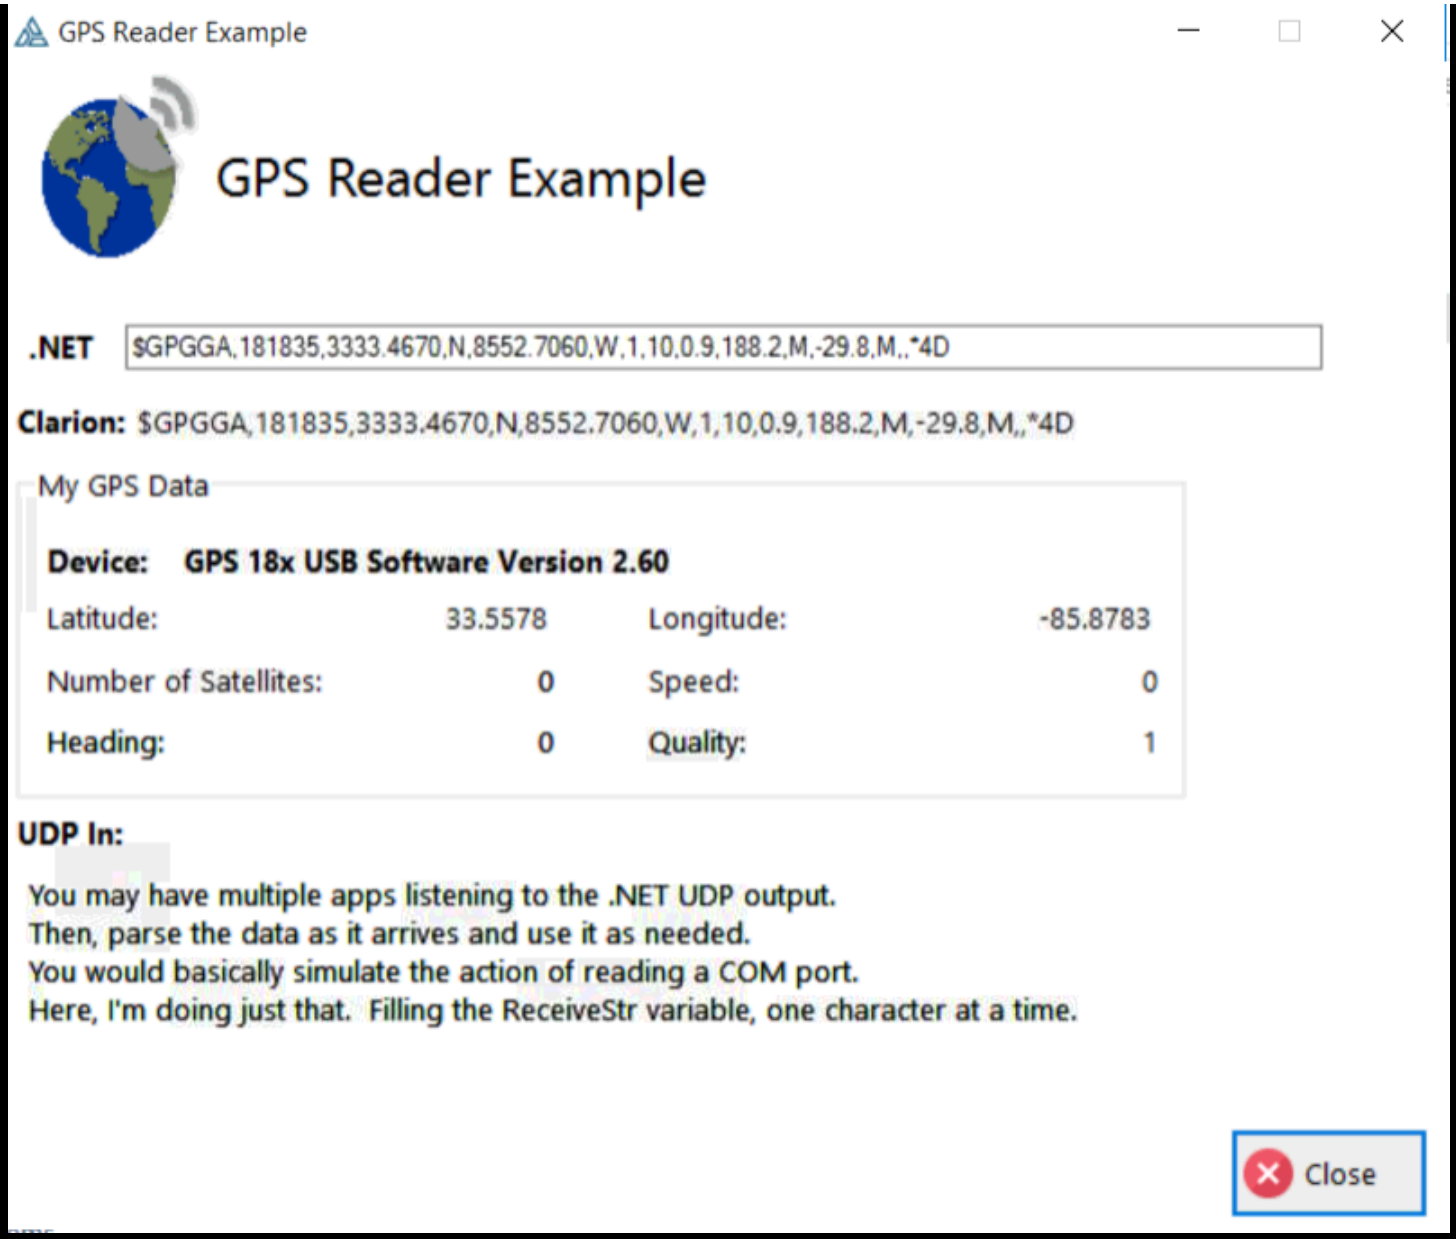 GPS Reader Example
GPS Reader Example
.NET $GPGGA,181835,3333.4670,N,8552.7060,W,1,10,0.9,188.2,M,-29.8,M,,*4D
Clarion: $GPGGA,181835,3333.4670,N,8552.7060,W,1,10,0.9,188.2,M,-29.8,M,,*4D
My GPS Data
Device: GPS 18x USB Software Version 2.60
Latitude: 33.5578 Longitude: -85.8783
Number of Satellites: 0 Speed: 0
Heading: 0 Quality: 1
UDP In:
You may have multiple apps listening to the .NET UDP output.
Then, parse the data as it arrives and use it as needed.
You would basically simulate the action of reading a COM port.
Here, I'm doing just that.  Filling the ReceiveStr variable, one character at a time.
Close